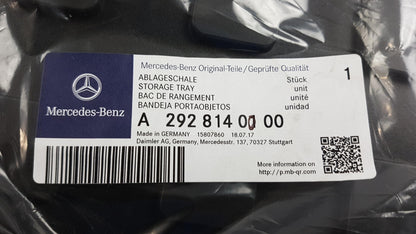 Mercedes-Benz
Mercedes-Benz Original-Teile/Geprüfte Qualität
ABLAGESCHALE Stück 1
STORAGE TRAY unit
BAC DE RANGEMENT unité
BANDEJA PORTAOBJETOS unidad
A 292 814 00 00
Made in GERMANY 15807860 18.07.17
Daimler AG, Germany, Mercedesstr. 137, 70327 Stuttgart
More information on
http://p.mb-qr.com